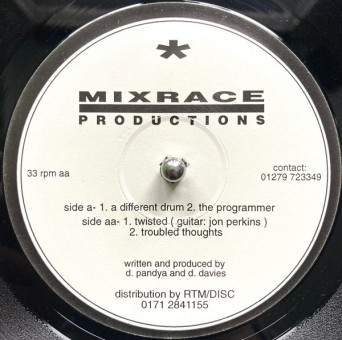 *
MIXRACE
PRODUCTIONS
33 rpm aa
contact:
01279 723349
side a- 1. a different drum 2. the programmer
side aa- 1. twisted ( guitar: jon perkins )
2. troubled thoughts
written and produced by
d. pandya and d. davies
distribution by RTM/DISC
0171 2841155